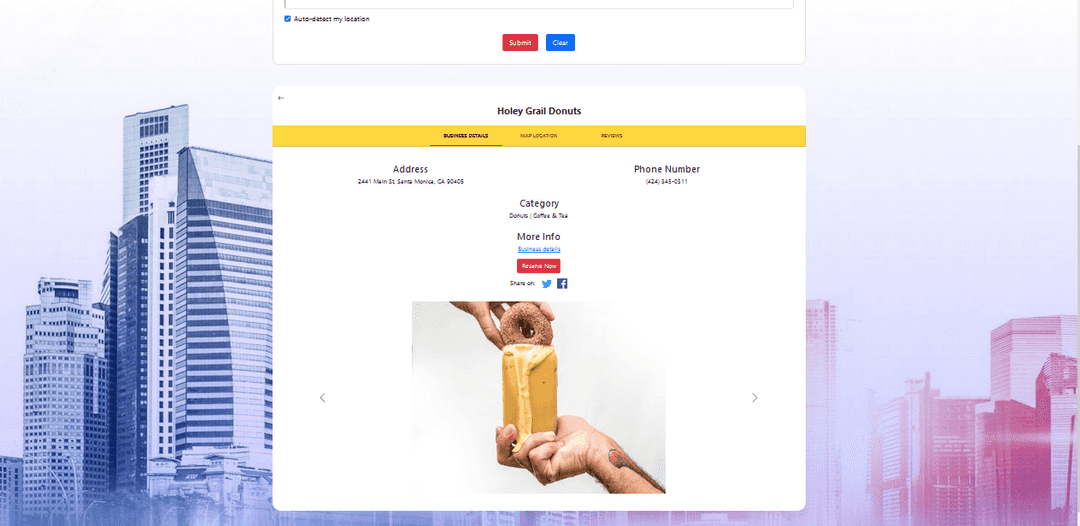 Auto-detect my location
Submit Clear
←
Holey Grail Donuts
BUSINESS DETAILS MAP LOCATION REVIEWS
Address Phone Number
2441 Main St, Santa Monica, CA 90405 (424) 345-0311
Category
Donuts | Coffee & Tea
More Info
Business details
Reserve Now
Share on: